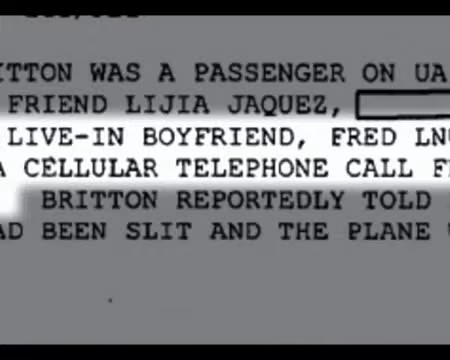 ITTON WAS A PASSENGER ON UA
FRIEND LIJIA JAQUEZ,
LIVE-IN BOYFRIEND, FRED LNU
A CELLULAR TELEPHONE CALL F
BRITTON REPORTEDLY TOLD
AD BEEN SLIT AND THE PLANE